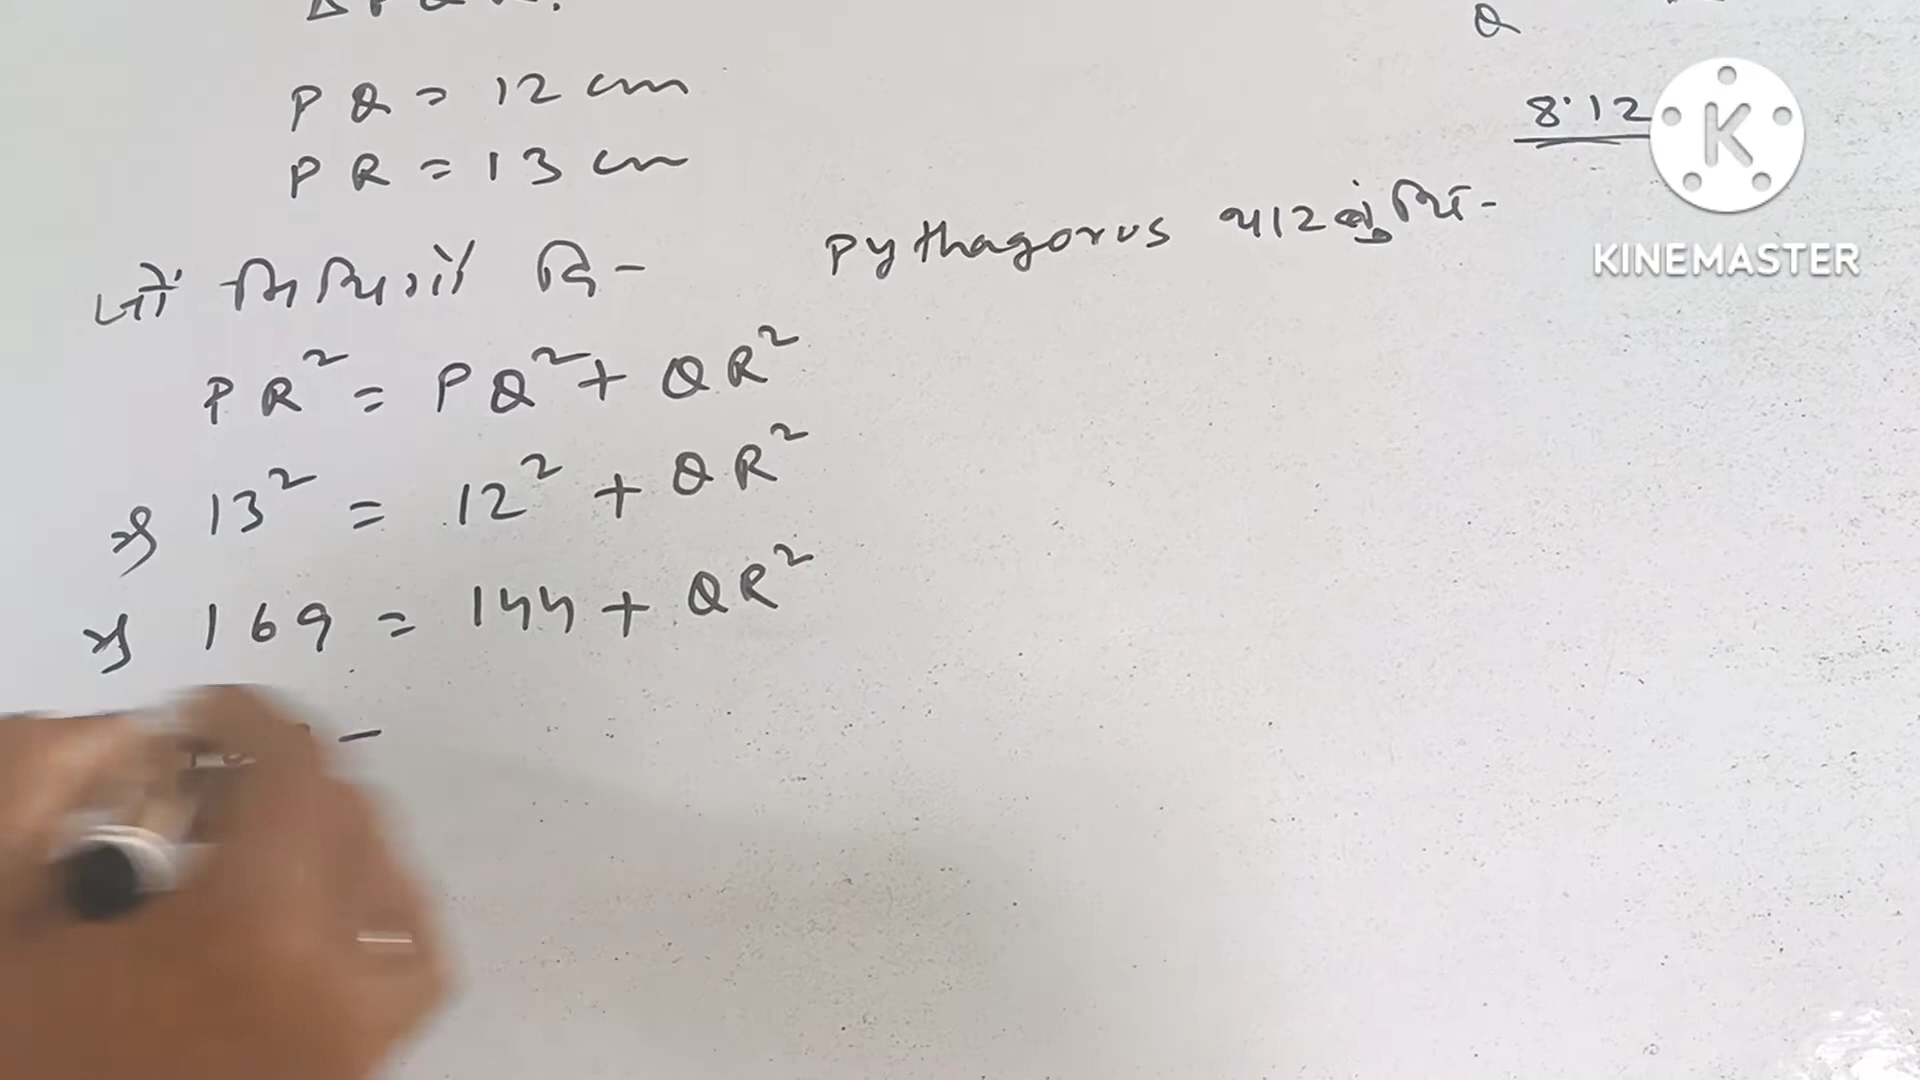 PQ = 12 cm
PR = 13 cm
8.12
KINEMASTER
Pythagorus
PR² = PQ² + QR²
⇒ 13² = 12² + QR²
⇒ 169 = 144 + QR²